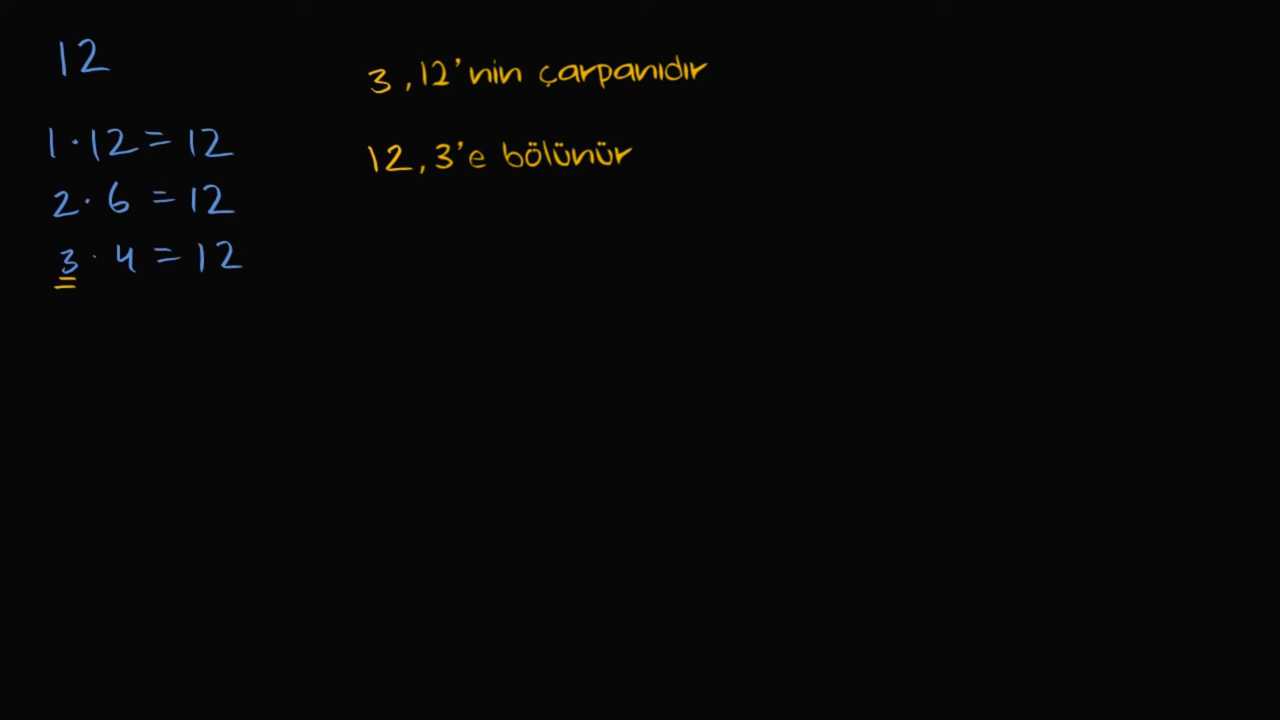 12
3, 12'nin çarpanıdır
1 · 12 = 12
12, 3'e bölünür
2 · 6 = 12
3 · 4 = 12